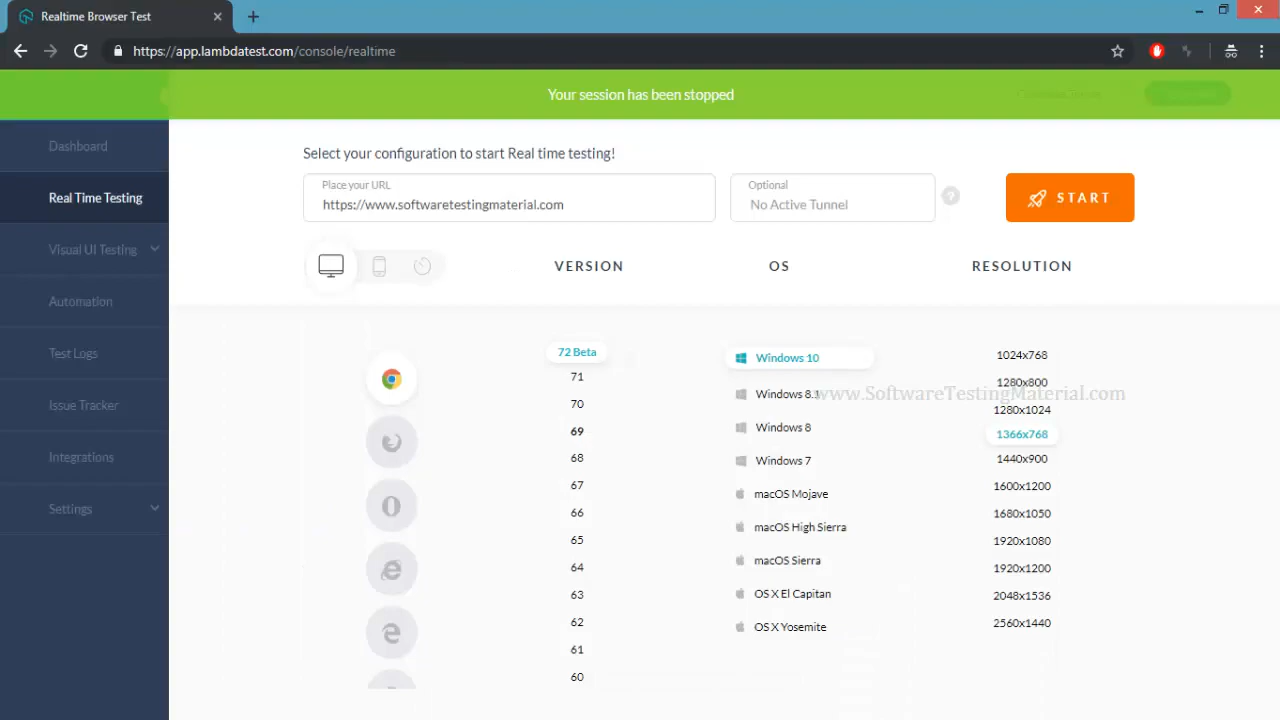 Realtime Browser Test
https://app.lambdatest.com/console/realtime
Your session has been stopped
Dashboard
Real Time Testing
Visual UI Testing
Automation
Test Logs
Issue Tracker
Integrations
Settings
Select your configuration to start Real time testing!
Place your URL
https://www.softwaretestingmaterial.com
Optional
No Active Tunnel
?
START
VERSION
OS
RESOLUTION
72 Beta
71
70
69
68
67
66
65
64
63
62
61
60
Windows 10
Windows 8.1
Windows 8
Windows 7
macOS Mojave
macOS High Sierra
macOS Sierra
OS X El Capitan
OS X Yosemite
1024x768
1280x800
1280x1024
1366x768
1440x900
1600x1200
1680x1050
1920x1080
1920x1200
2048x1536
2560x1440
www.SoftwareTestingMaterial.com